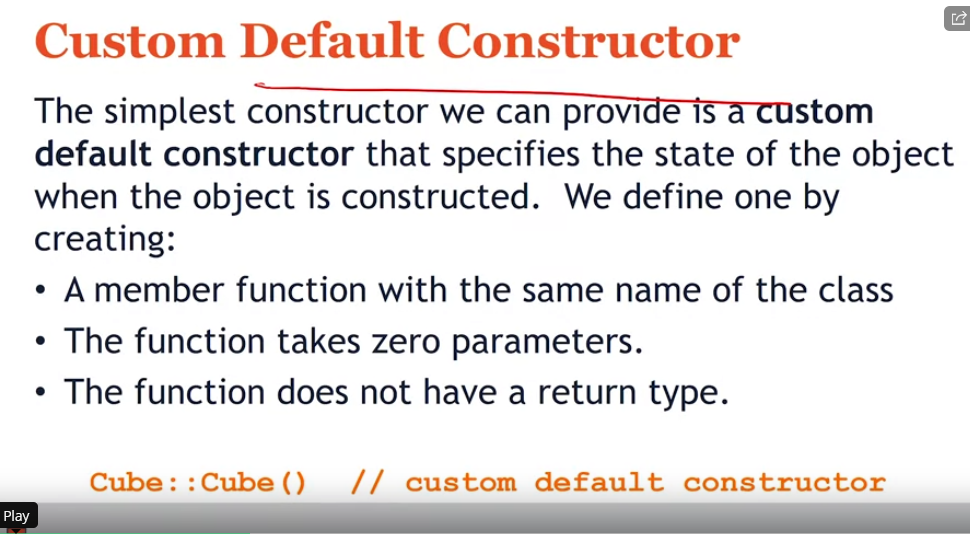 Custom Default Constructor
The simplest constructor we can provide is a custom
default constructor that specifies the state of the object
when the object is constructed.  We define one by
creating:
• A member function with the same name of the class
• The function takes zero parameters.
• The function does not have a return type.
Cube::Cube()  // custom default constructor
Play